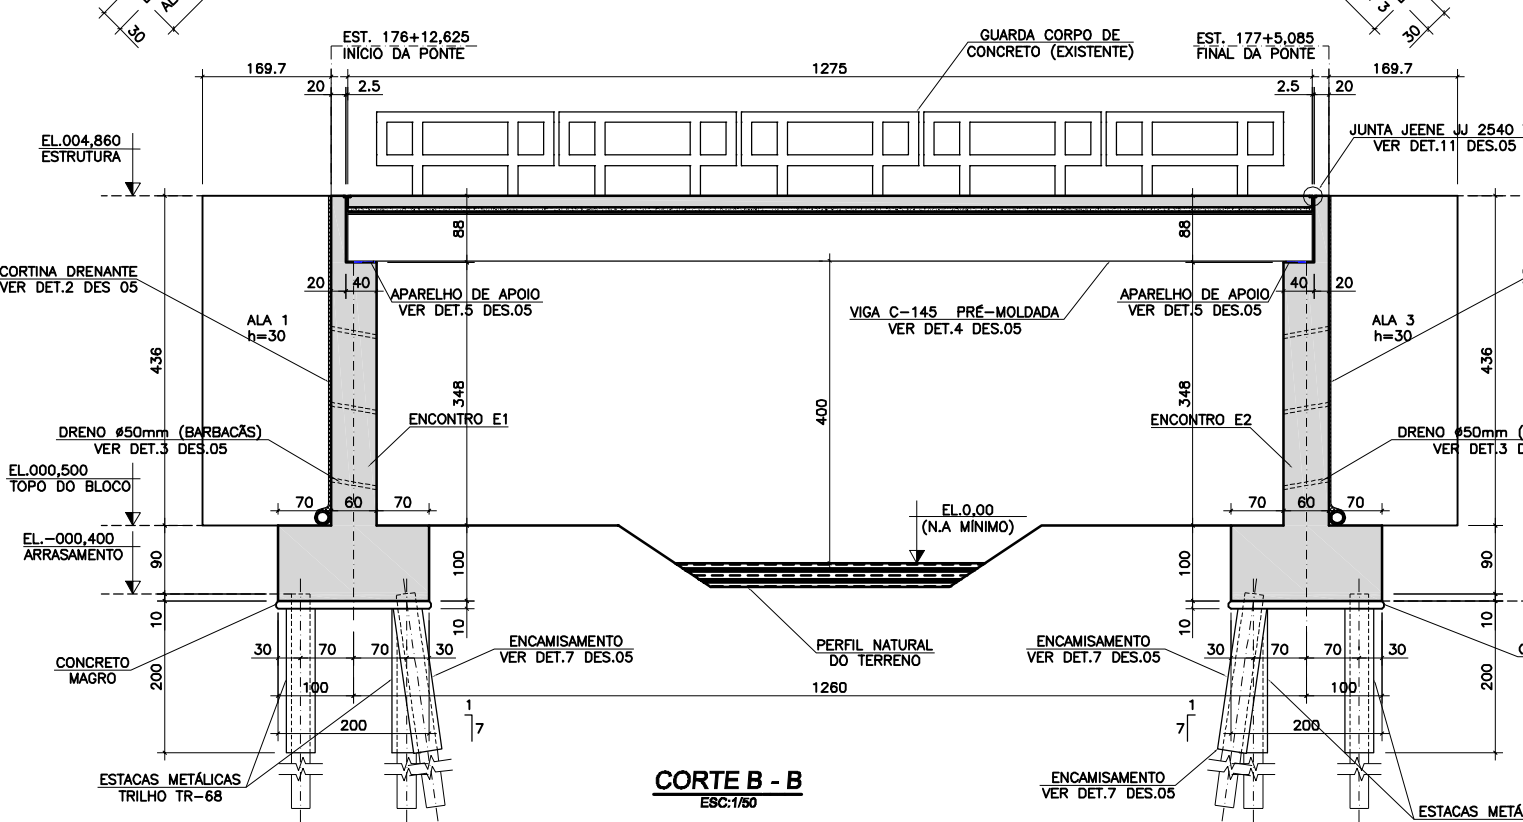 30
3
30
EST. 176+12,625
INÍCIO DA PONTE
GUARDA CORPO DE
CONCRETO (EXISTENTE)
EST. 177+5,085
FINAL DA PONTE
169.7
1275
169.7
20
2.5
2.5
20
EL.004,860
ESTRUTURA
JUNTA JEENE JJ 2540
VER DET.11 DES.05
88
88
CORTINA DRENANTE
VER DET.2 DES 05
20
40
40
20
APARELHO DE APOIO
VER DET.5 DES.05
APARELHO DE APOIO
VER DET.5 DES.05
VIGA C-145 PRÉ-MOLDADA
VER DET.4 DES.05
ALA 1
h=30
ALA 3
h=30
436
348
400
348
436
ENCONTRO E1
ENCONTRO E2
DRENO ø50mm (BARBACÃS)
VER DET.3 DES.05
DRENO ø50mm (
VER DET.3 D
EL.000,500
TOPO DO BLOCO
70
60
70
70
60
70
EL.0,00
(N.A MÍNIMO)
EL.-000,400
ARRASAMENTO
90
100
100
90
10
10
10
10
CONCRETO
MAGRO
200
30
70
70
30
ENCAMISAMENTO
VER DET.7 DES.05
PERFIL NATURAL
DO TERRENO
ENCAMISAMENTO
VER DET.7 DES.05
30
70
70
30
200
100
1260
100
1
7
1
7
200
200
ESTACAS METÁLICAS
TRILHO TR-68
CORTE B - B
ESC:1/50
ENCAMISAMENTO
VER DET.7 DES.05
ESTACAS METÁ